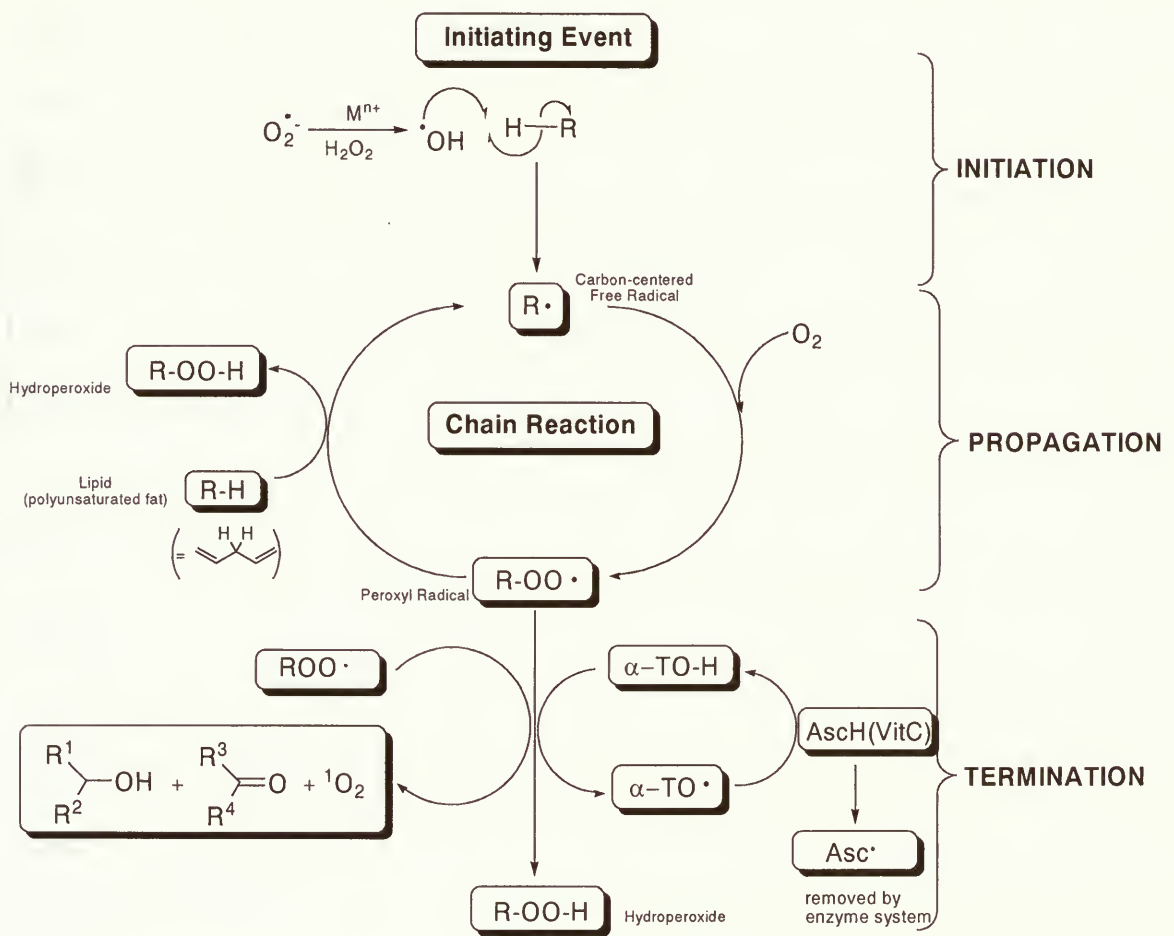 Initiating Event
O₂•⁻ Mⁿ⁺ H₂O₂ •OH H–R
INITIATION
R•
Carbon-centered
Free Radical
O₂
R-OO-H
Hydroperoxide
Chain Reaction
PROPAGATION
Lipid
(polyunsaturated fat)
R-H
H H
(= )
R-OO•
Peroxyl Radical
ROO•
α–TO-H
AscH(VitC)
R¹ R² OH + R³ R⁴ O + ¹O₂
α–TO•
TERMINATION
Asc•
removed by
enzyme system
R-OO-H
Hydroperoxide